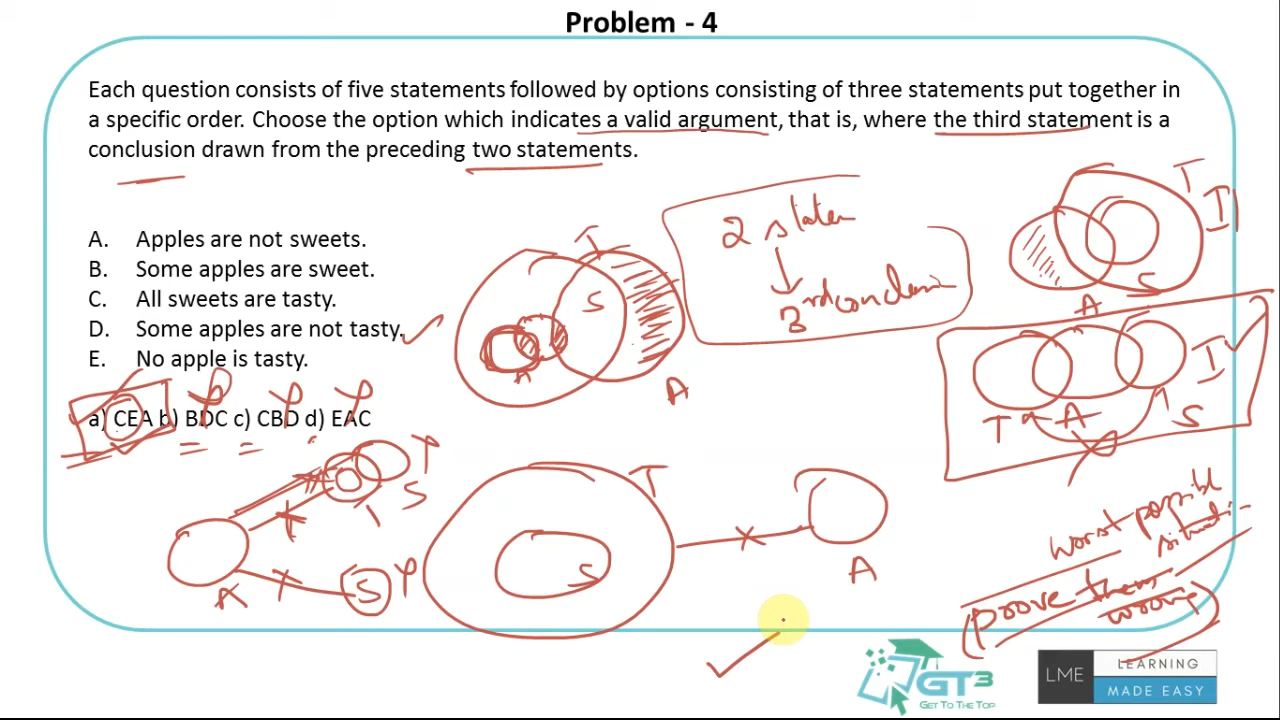 Problem - 4
Each question consists of five statements followed by options consisting of three statements put together in
a specific order. Choose the option which indicates a valid argument, that is, where the third statement is a
conclusion drawn from the preceding two statements.
A. Apples are not sweets.
B. Some apples are sweet.
C. All sweets are tasty.
D. Some apples are not tasty.
E. No apple is tasty.
a) CEA b) BDC c) CBD d) EAC
2 staten
3rd conclusion
T
S
A
A
T
II
A
S
T
A
S
I
T
S
A
S
T
S
A
worst possible
situation
(prove them
wrong)
GT3
GET TO THE TOP
LME
LEARNING
MADE EASY